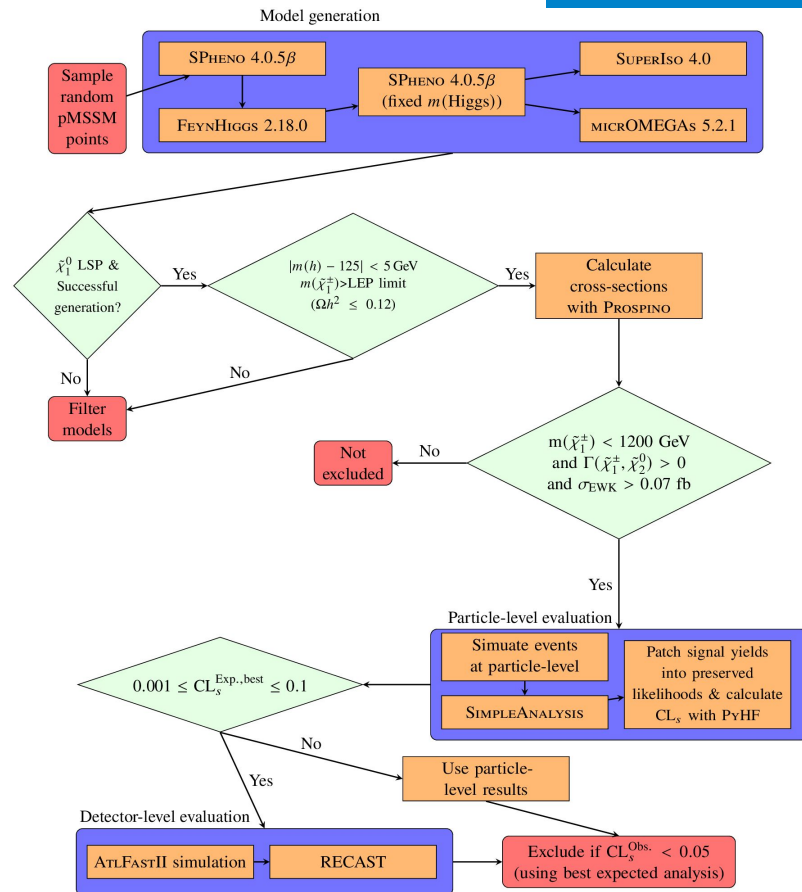 Model generation
Sample
random
pMSSM
points
SPHENO 4.0.5β
FEYNHIGGS 2.18.0
SPHENO 4.0.5β
(fixed m(Higgs))
SUPERISO 4.0
MICROMEGAS 5.2.1
χ̃₁⁰ LSP &
Successful
generation?
Yes
|m(h) − 125| < 5 GeV
m(χ̃₁±)>LEP limit
(Ωh² ≤ 0.12)
Yes
Calculate
cross-sections
with PROSPINO
No
No
Filter
models
m(χ̃₁±) < 1200 GeV
and Γ(χ̃₁±, χ̃₂⁰) > 0
and σEWK > 0.07 fb
No
Not
excluded
Yes
Particle-level evaluation
Simuate events
at particle-level
SIMPLEANALYSIS
Patch signal yields
into preserved
likelihoods & calculate
CLs with PYHF
0.001 ≤ CLs^Exp.,best ≤ 0.1
No
Yes
Use particle-
level results
Detector-level evaluation
ATLFASTII simulation
RECAST
Exclude if CLs^Obs. < 0.05
(using best expected analysis)